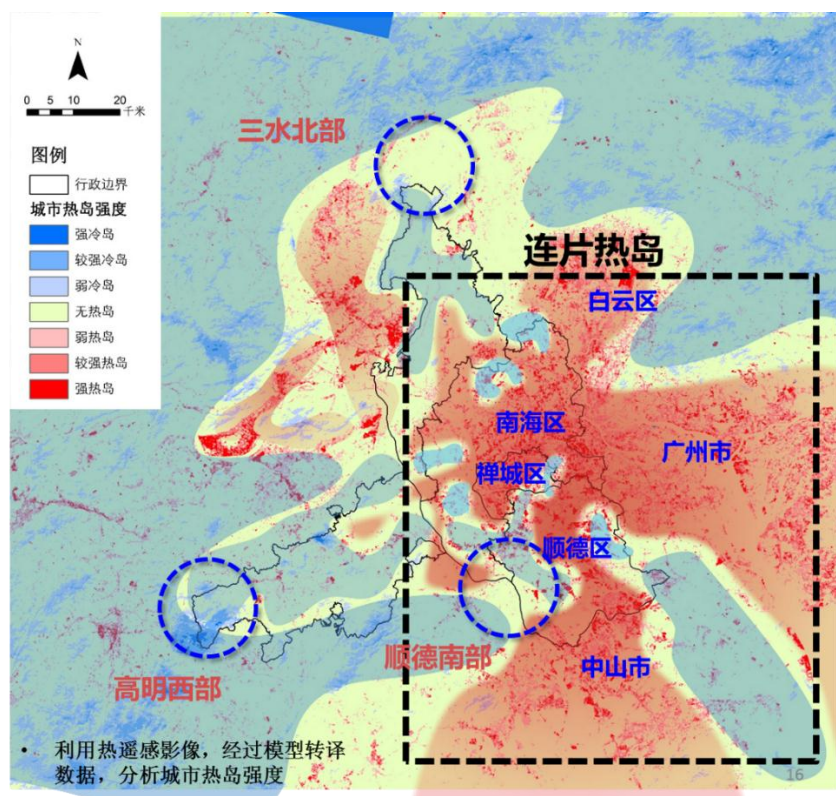 N
0 5 10 20
千米
图例
行政边界
城市热岛强度
强冷岛
较强冷岛
弱冷岛
无热岛
弱热岛
较强热岛
强热岛
三水北部
连片热岛
白云区
南海区
广州市
禅城区
顺德区
顺德南部
中山市
高明西部
• 利用热遥感影像，经过模型转译
数据，分析城市热岛强度
16